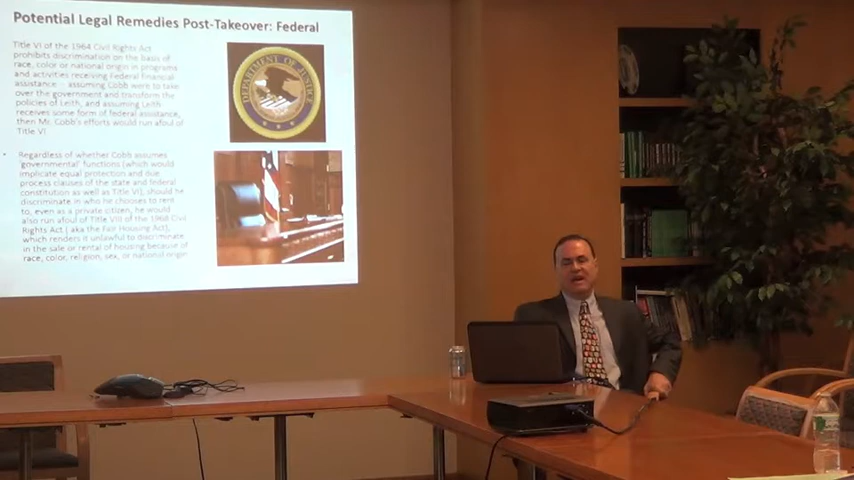 Potential Legal Remedies Post-Takeover: Federal
Title VI of the 1964 Civil Rights Act
prohibits discrimination on the basis of
race, color or national origin in programs
and activities receiving Federal financial
assistance – assuming Cobb were to take
over the government and transform the
policies of Leith, and assuming Leith
receives some form of federal assistance,
then Mr. Cobb's efforts would run afoul of
Title VI
Regardless of whether Cobb assumes
'governmental' functions (which would
implicate equal protection and due
process clauses of the state and federal
constitution as well as Title VI), should he
discriminate in who he chooses to rent
to, even as a private citizen, he would
also run afoul of Title VIII of the 1968 Civil
Rights Act ( aka the Fair Housing Act),
which renders it unlawful to discriminate
in the sale or rental of housing because of
race, color, religion, sex, or national origin
DEPARTMENT OF JUSTICE